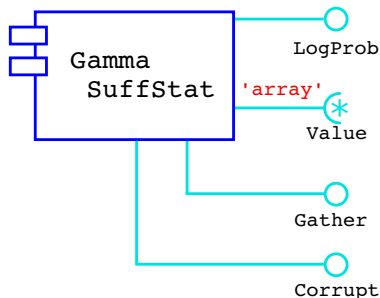 LogProb
Gamma
SuffStat
'array'
*
Value
Gather
Corrupt